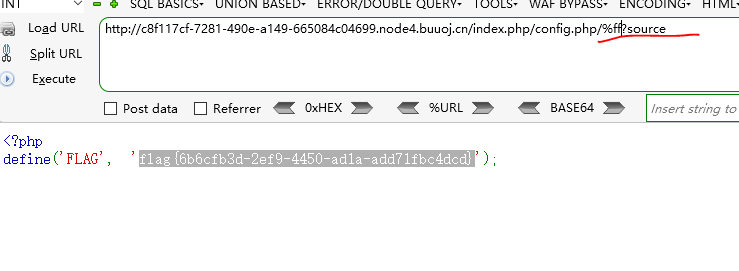 INT SQL BASICS▾ UNION BASED▾ ERROR/DOUBLE QUERY▾ TOOLS▾ WAF BYPASS▾ ENCODING▾ HTML▾
Load URL
http://c8f117cf-7281-490e-a149-665084c04699.node4.buuoj.cn/index.php/config.php/%ff?source
Split URL
Execute
Post data Referrer 0xHEX %URL BASE64 Insert string to
<?php
define('FLAG', 'flag{6b6cfb3d-2ef9-4450-ad1a-add71fbc4dcd}');